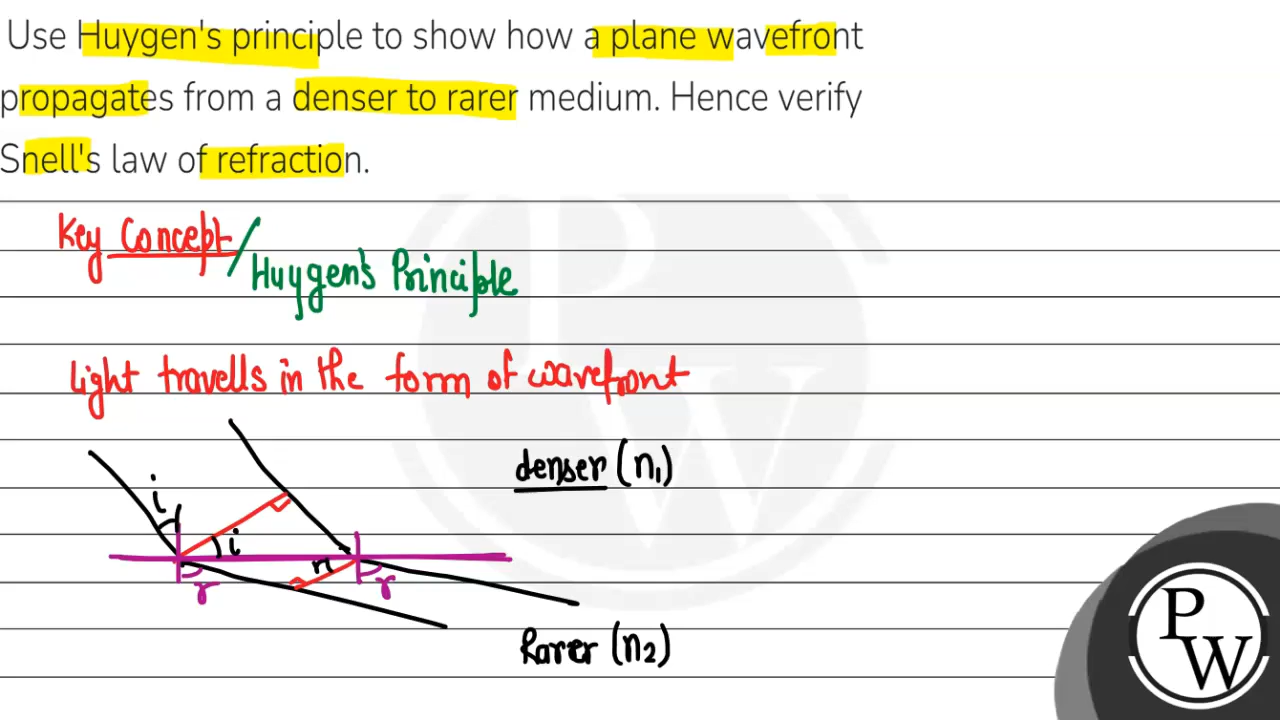 Use Huygen's principle to show how a plane wavefront
propagates from a denser to rarer medium. Hence verify
Snell's law of refraction.
Key Concept/
Huygen's Principle
light travells in the form of wavefront
denser (n1)
i
i
r
r
r
Rarer (n2)
P
W
P
W